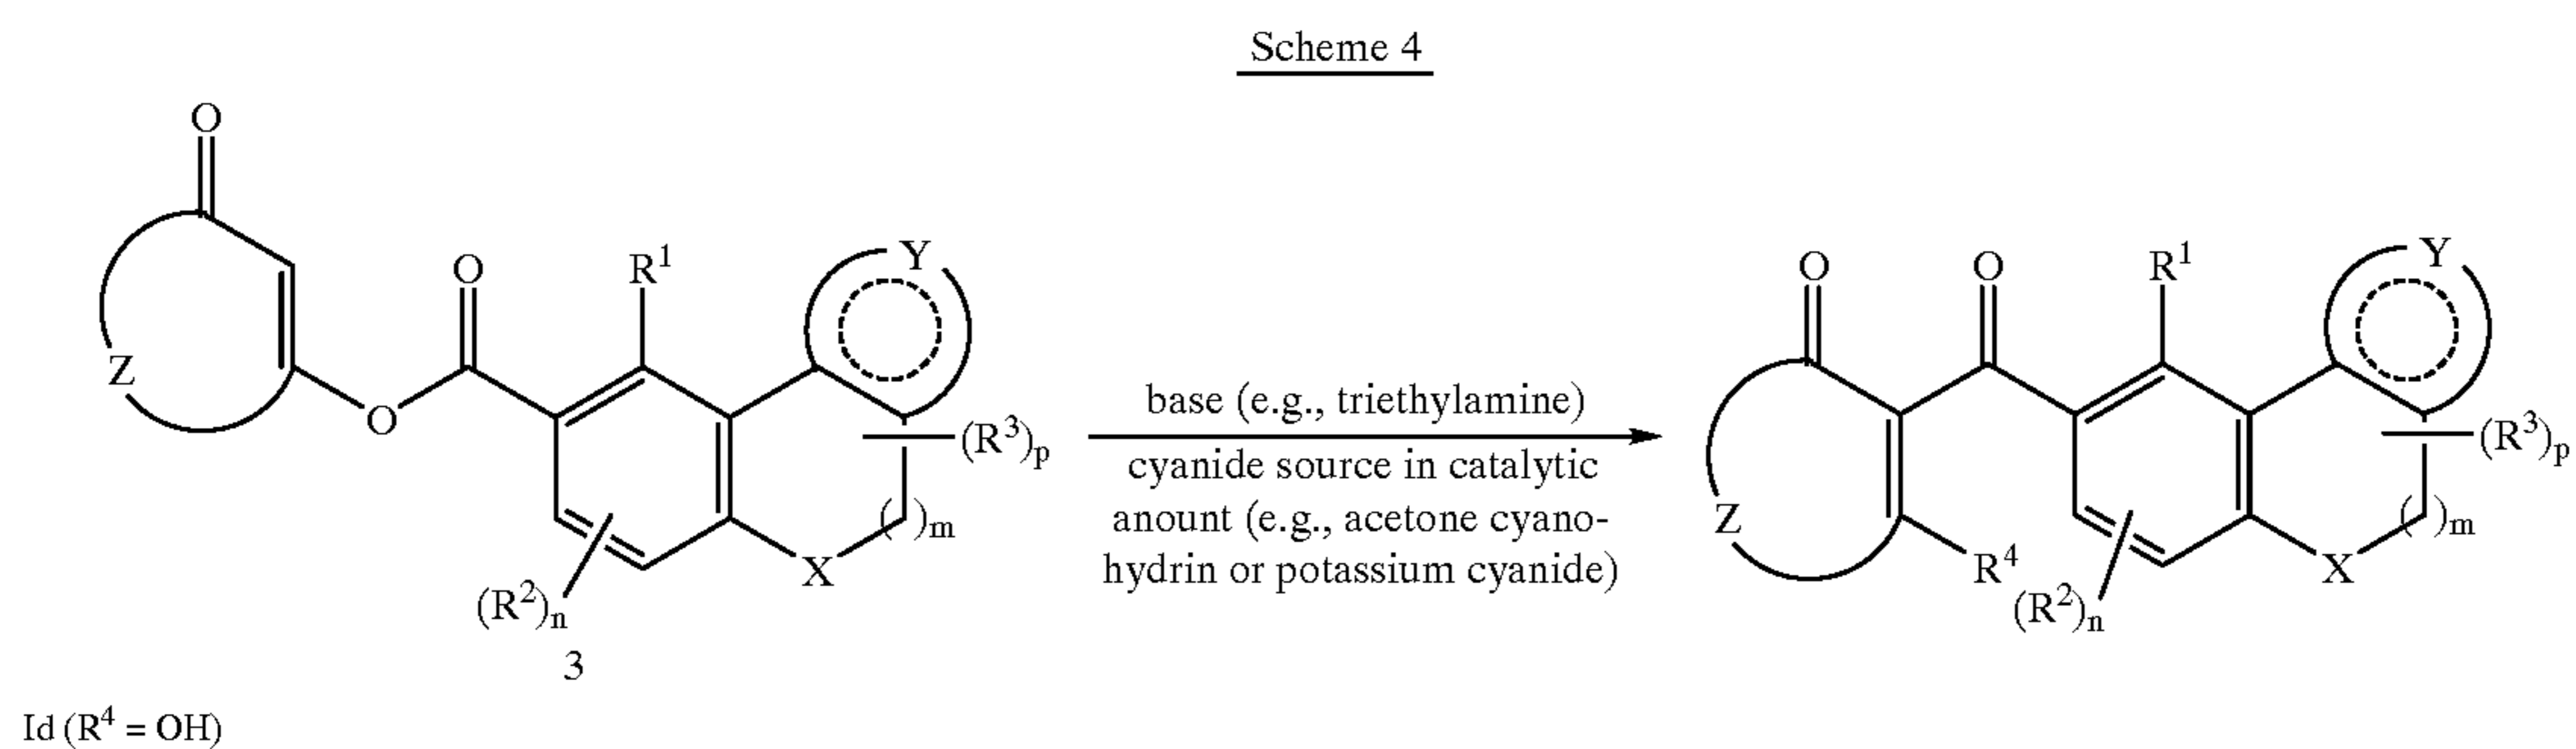 Scheme 4
O
Z
O
O
R¹
Y
(R³)p
( )m
X
(R²)n
3
base (e.g., triethylamine)
cyanide source in catalytic
anount (e.g., acetone cyano-
hydrin or potassium cyanide)
O
O
R¹
Y
(R³)p
( )m
X
Z
R⁴
(R²)n
Id (R⁴ = OH)